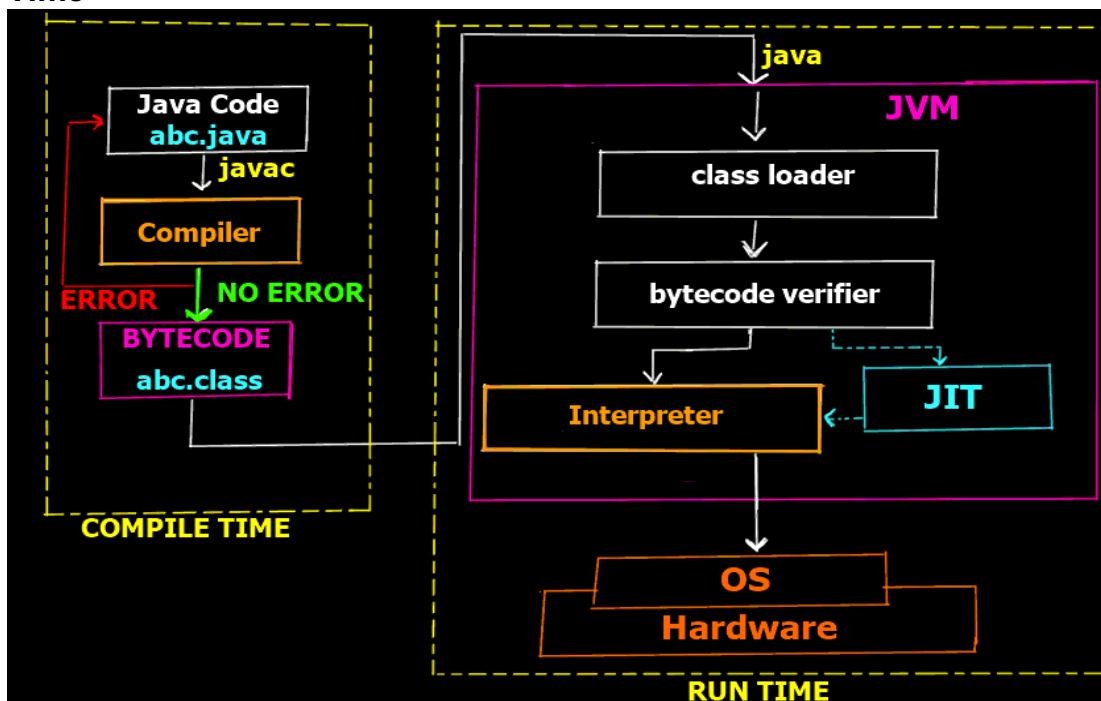 Time
java
JVM
Java Code
abc.java
javac
class loader
Compiler
ERROR
NO ERROR
bytecode verifier
BYTECODE
abc.class
Interpreter
JIT
COMPILE TIME
OS
Hardware
RUN TIME